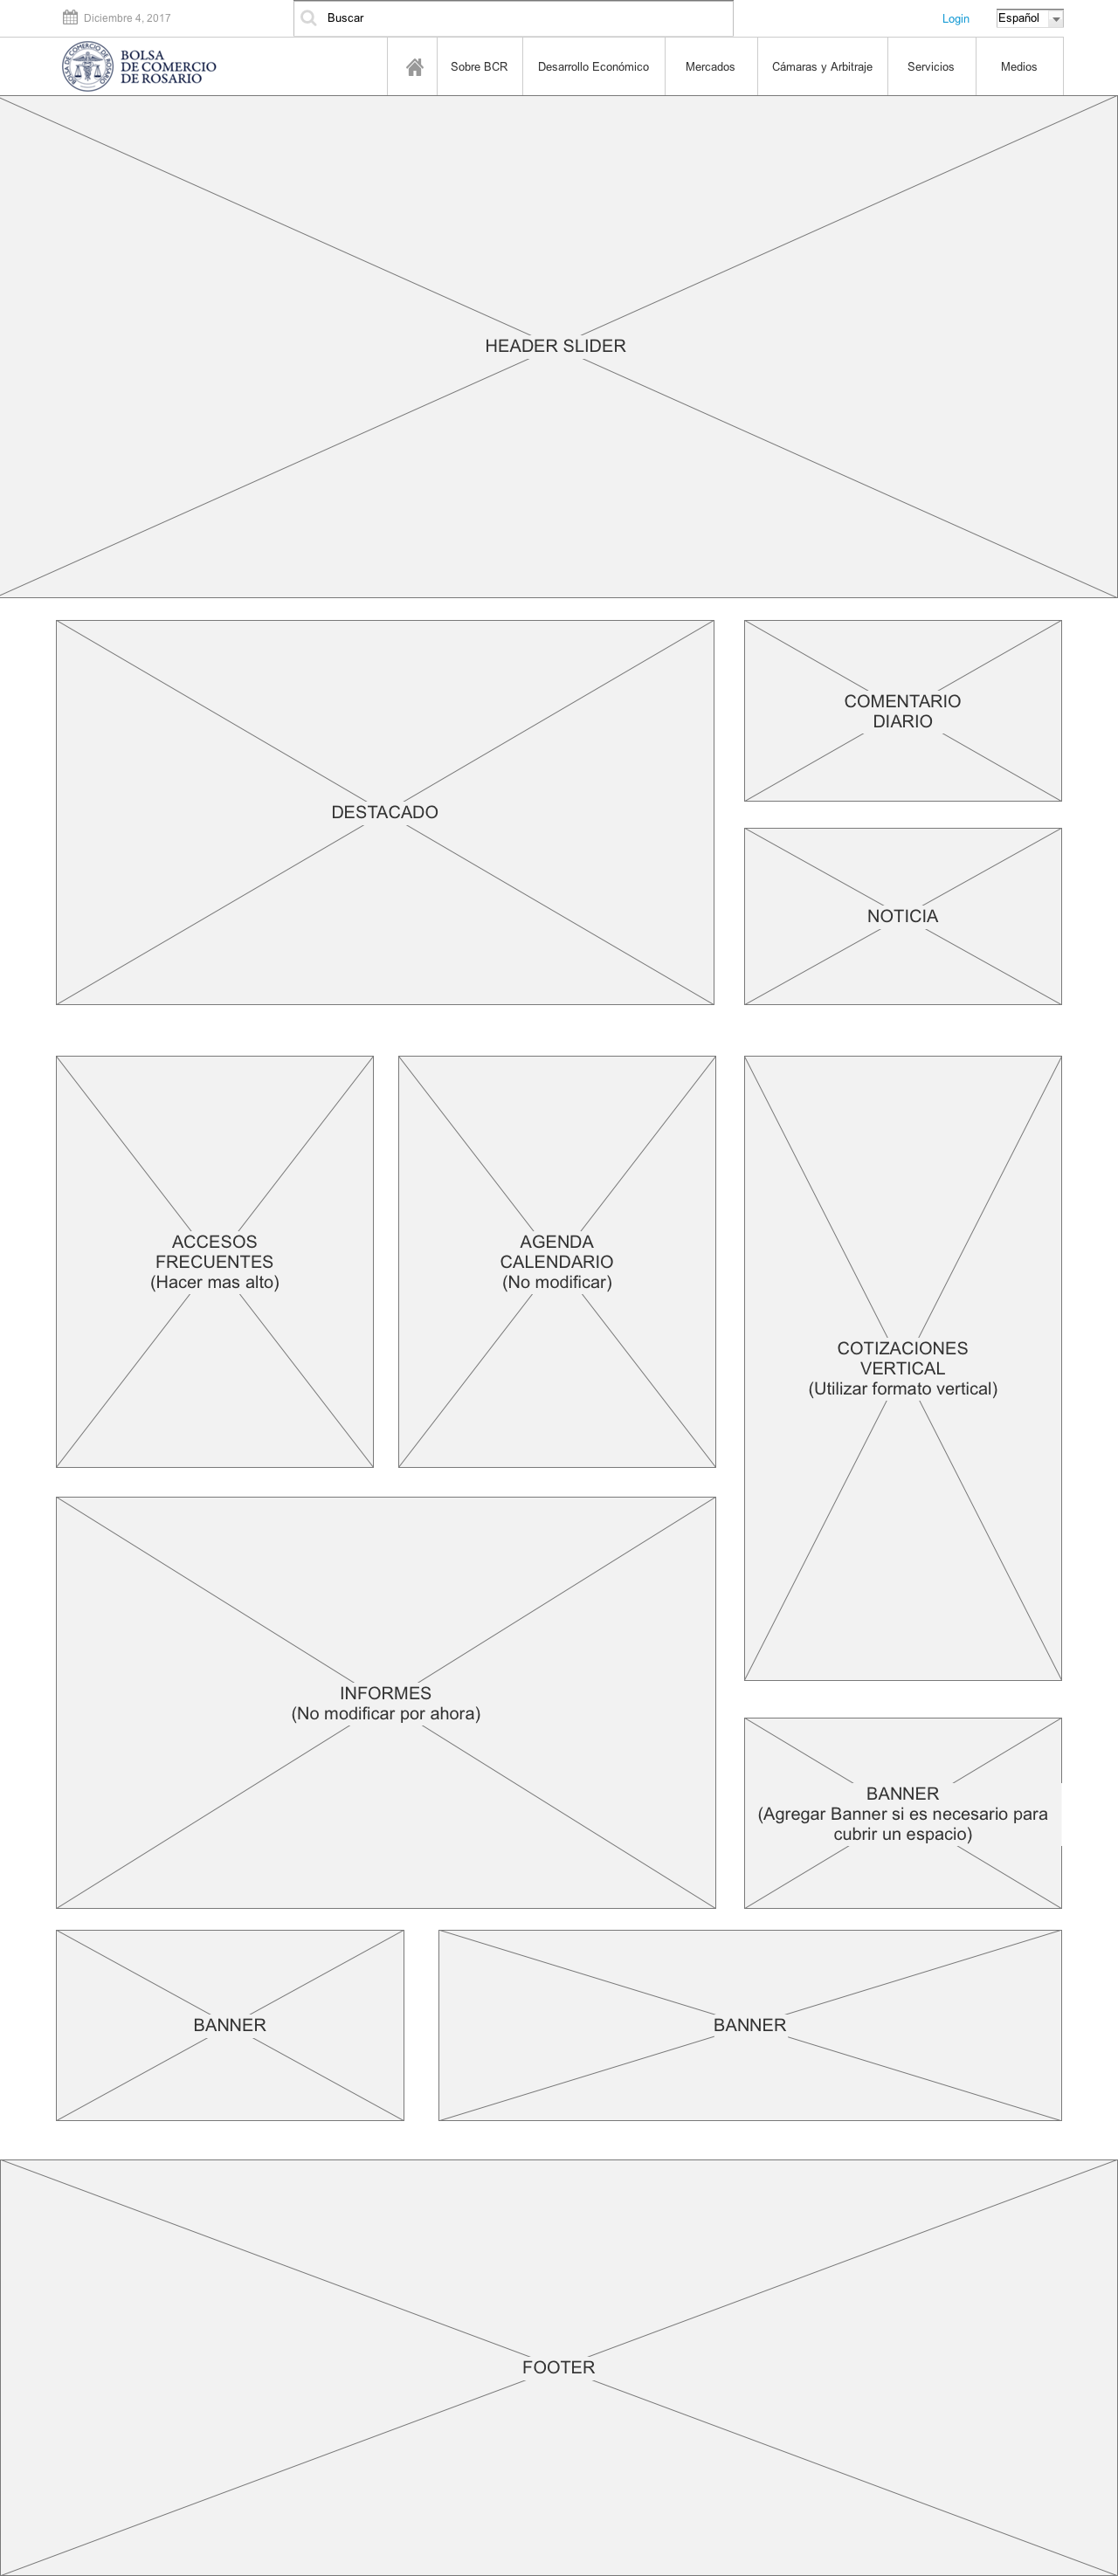 Diciembre 4, 2017
Buscar
Login
Español
BOLSA
DE COMERCIO
DE ROSARIO
Sobre BCR
Desarrollo Económico
Mercados
Cámaras y Arbitraje
Servicios
Medios
HEADER SLIDER
DESTACADO
COMENTARIO
DIARIO
NOTICIA
ACCESOS
FRECUENTES
(Hacer mas alto)
AGENDA
CALENDARIO
(No modificar)
COTIZACIONES
VERTICAL
(Utilizar formato vertical)
INFORMES
(No modificar por ahora)
BANNER
(Agregar Banner si es necesario para
cubrir un espacio)
BANNER
BANNER
FOOTER